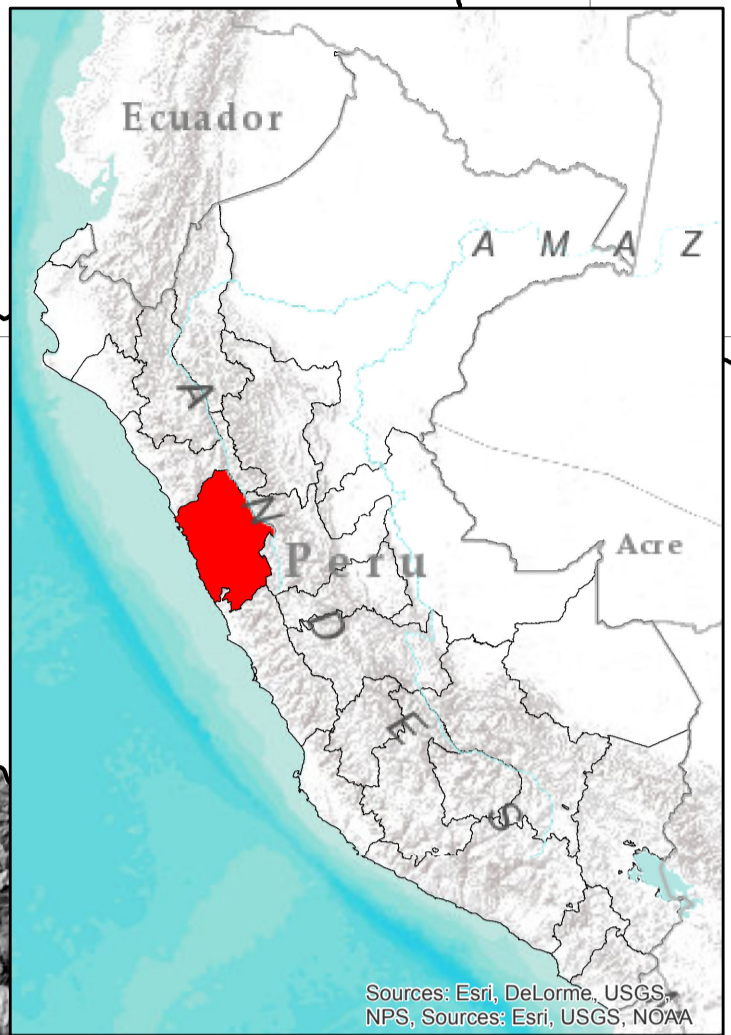 Ecuador
A M A Z
A N D E S
Peru
Acre
Sources: Esri, DeLorme, USGS,
NPS, Sources: Esri, USGS, NOAA